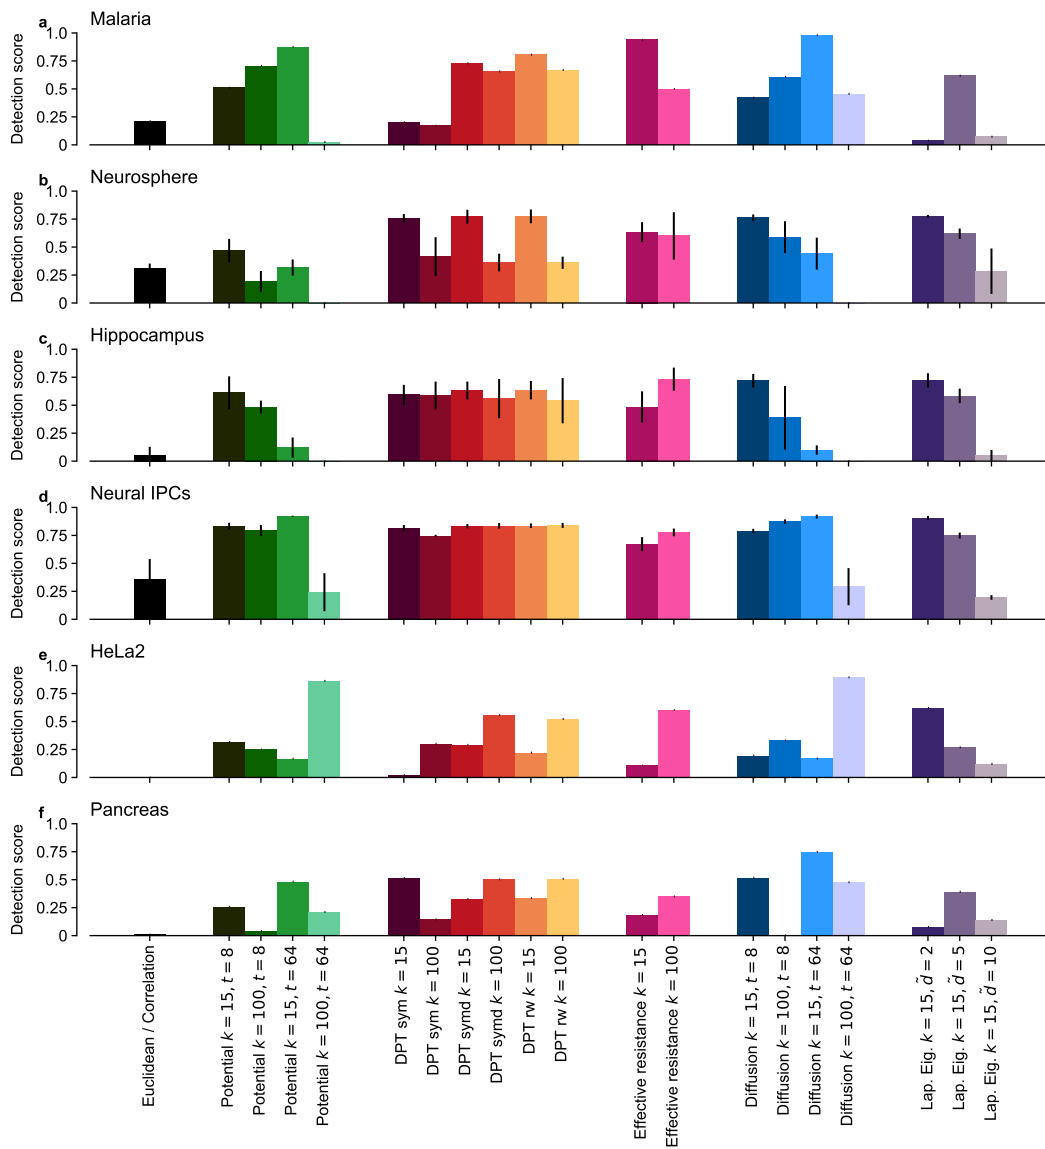 a Malaria
Detection score
1.0
0.75
0.5
0.25
0
b Neurosphere
Detection score
1.0
0.75
0.5
0.25
0
c Hippocampus
Detection score
1.0
0.75
0.5
0.25
0
d Neural IPCs
Detection score
1.0
0.75
0.5
0.25
0
e HeLa2
Detection score
1.0
0.75
0.5
0.25
0
f Pancreas
Detection score
1.0
0.75
0.5
0.25
0
Euclidean / Correlation
Potential k = 15, t = 8
Potential k = 100, t = 8
Potential k = 15, t = 64
Potential k = 100, t = 64
DPT sym k = 15
DPT sym k = 100
DPT symd k = 15
DPT symd k = 100
DPT rw k = 15
DPT rw k = 100
Effective resistance k = 15
Effective resistance k = 100
Diffusion k = 15, t = 8
Diffusion k = 100, t = 8
Diffusion k = 15, t = 64
Diffusion k = 100, t = 64
Lap. Eig. k = 15, d̃ = 2
Lap. Eig. k = 15, d̃ = 5
Lap. Eig. k = 15, d̃ = 10